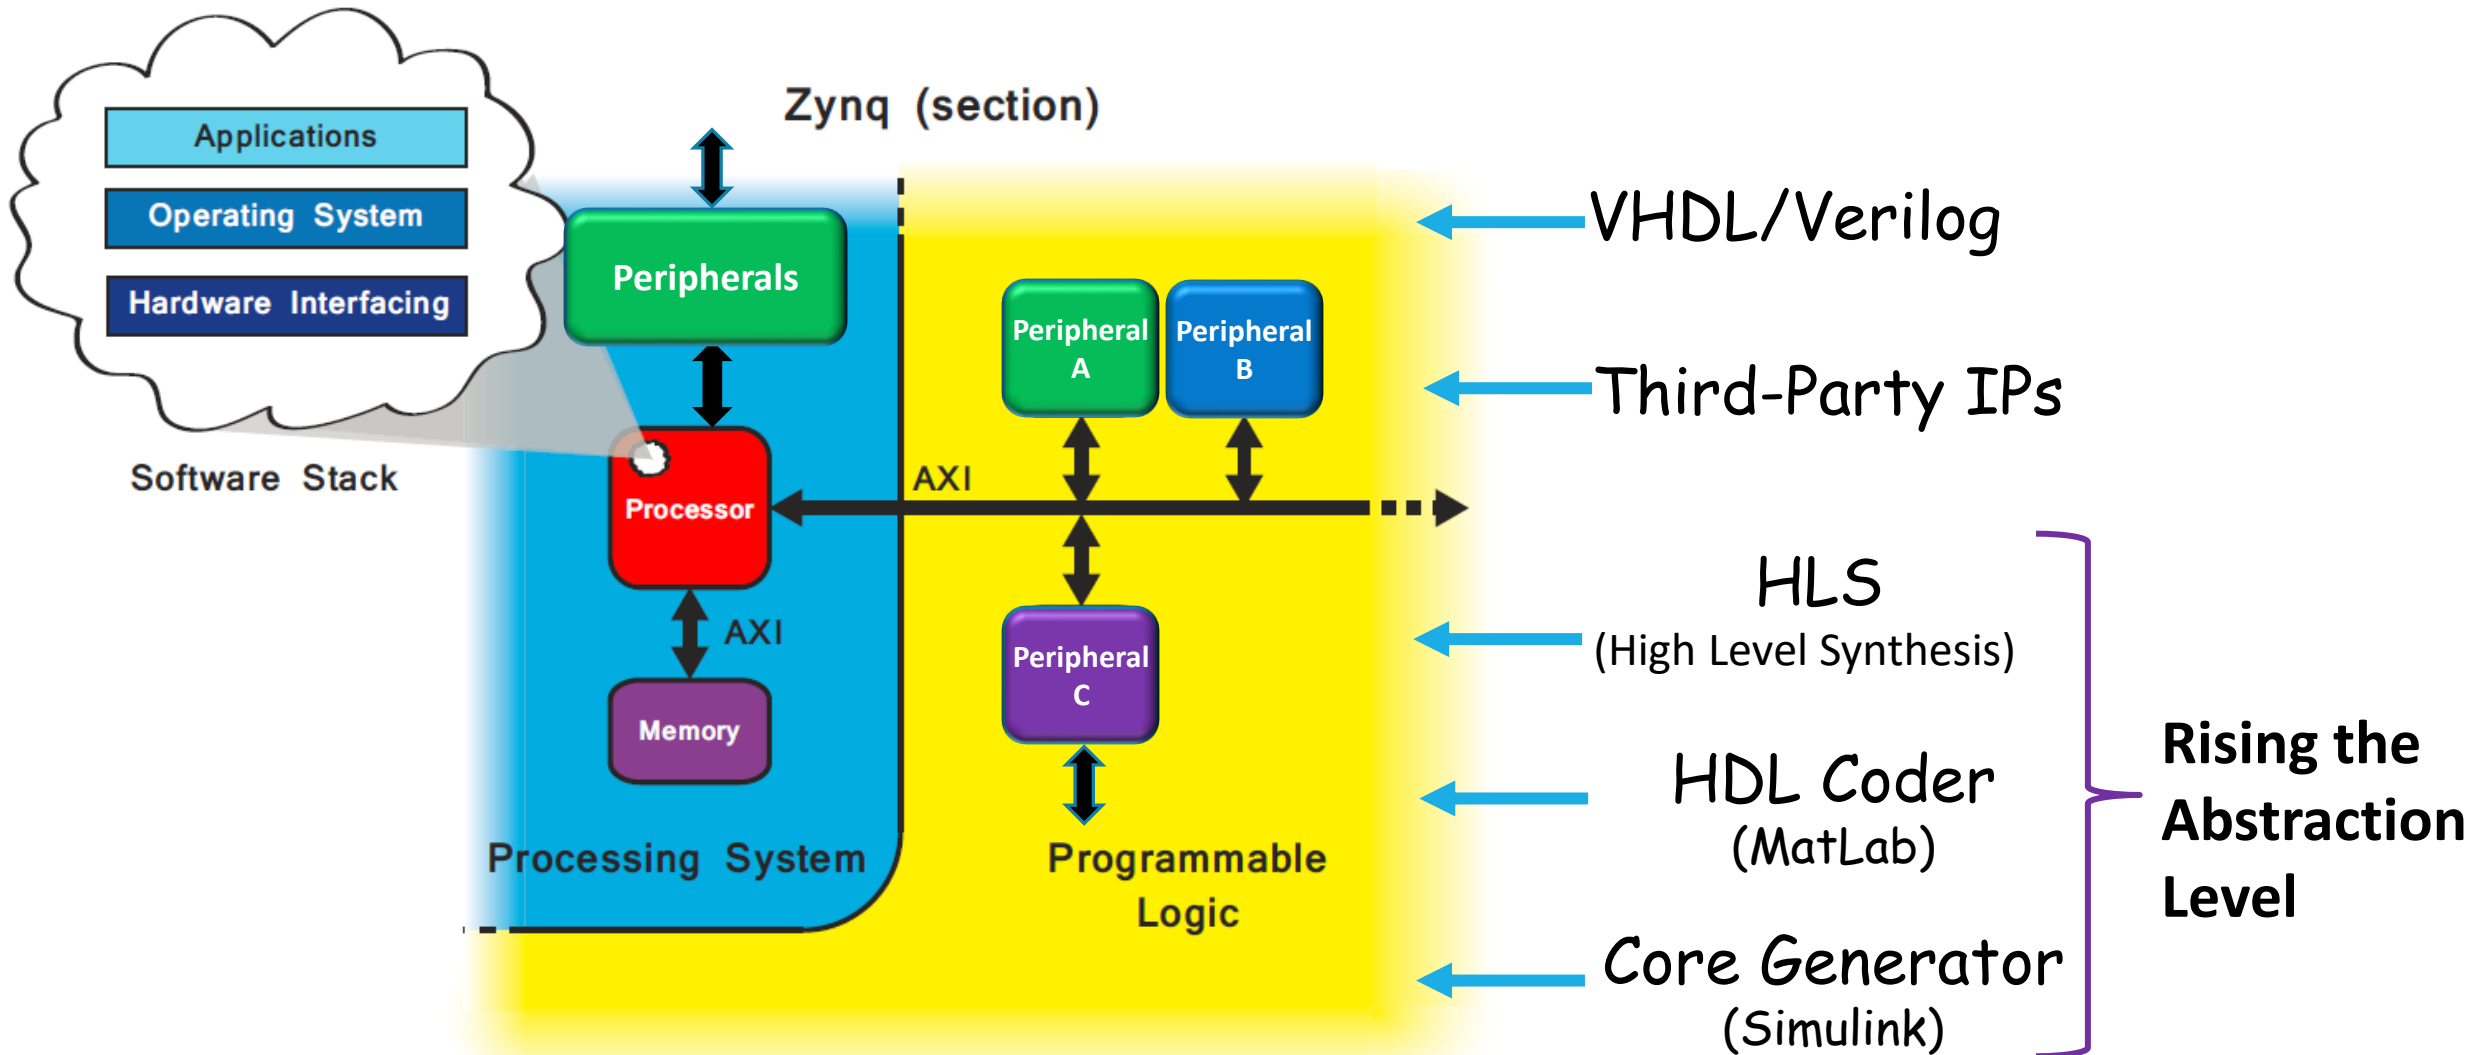 Zynq (section)
Applications
Operating System
Hardware Interfacing
Software Stack
Peripherals
Processor
AXI
Memory
Processing System
AXI
Peripheral
A
Peripheral
B
Peripheral
C
Programmable
Logic
VHDL/Verilog
Third-Party IPs
HLS
(High Level Synthesis)
HDL Coder
(MatLab)
Core Generator
(Simulink)
Rising the
Abstraction
Level